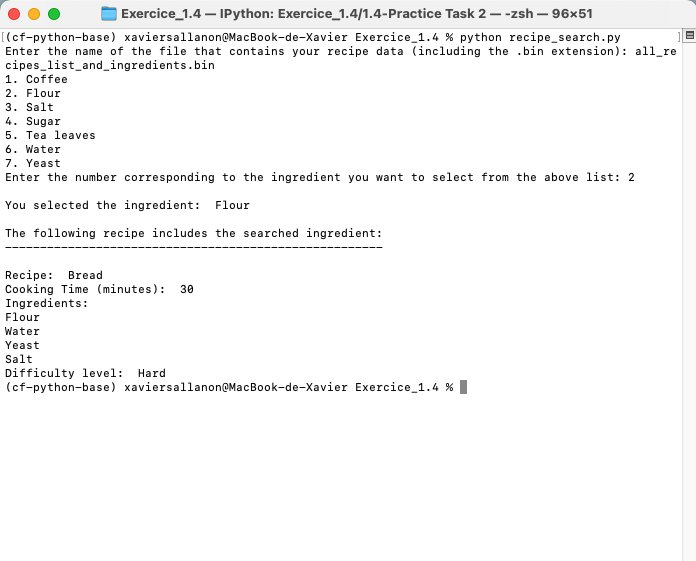 Exercice_1.4 — IPython: Exercice_1.4/1.4-Practice Task 2 — -zsh — 96×51
[(cf-python-base) xaviersallanon@MacBook-de-Xavier Exercice_1.4 % python recipe_search.py ]
Enter the name of the file that contains your recipe data (including the .bin extension): all_re
cipes_list_and_ingredients.bin
1. Coffee
2. Flour
3. Salt
4. Sugar
5. Tea leaves
6. Water
7. Yeast
Enter the number corresponding to the ingredient you want to select from the above list: 2
You selected the ingredient:  Flour
The following recipe includes the searched ingredient:
------------------------------------------------------
Recipe:  Bread
Cooking Time (minutes):  30
Ingredients:
Flour
Water
Yeast
Salt
Difficulty level:  Hard
(cf-python-base) xaviersallanon@MacBook-de-Xavier Exercice_1.4 %